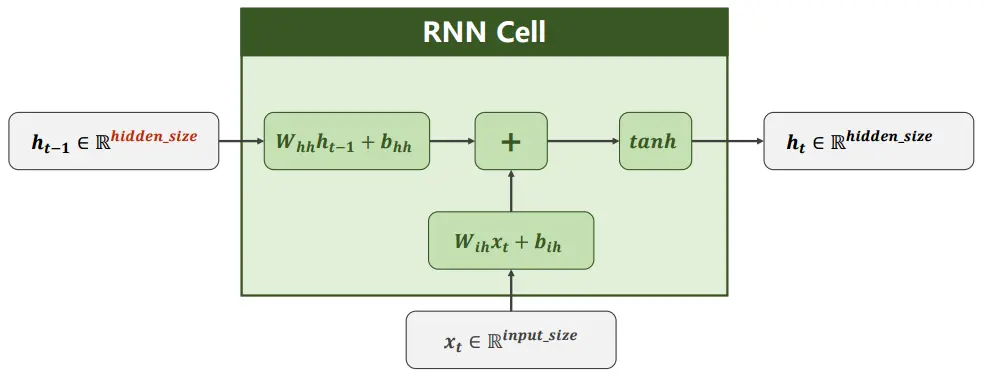 RNN Cell
h_{t−1} ∈ ℝ^{hidden_size}
W_{hh}h_{t−1} + b_{hh}
+
tanh
h_t ∈ ℝ^{hidden_size}
W_{ih}x_t + b_{ih}
x_t ∈ ℝ^{input_size}